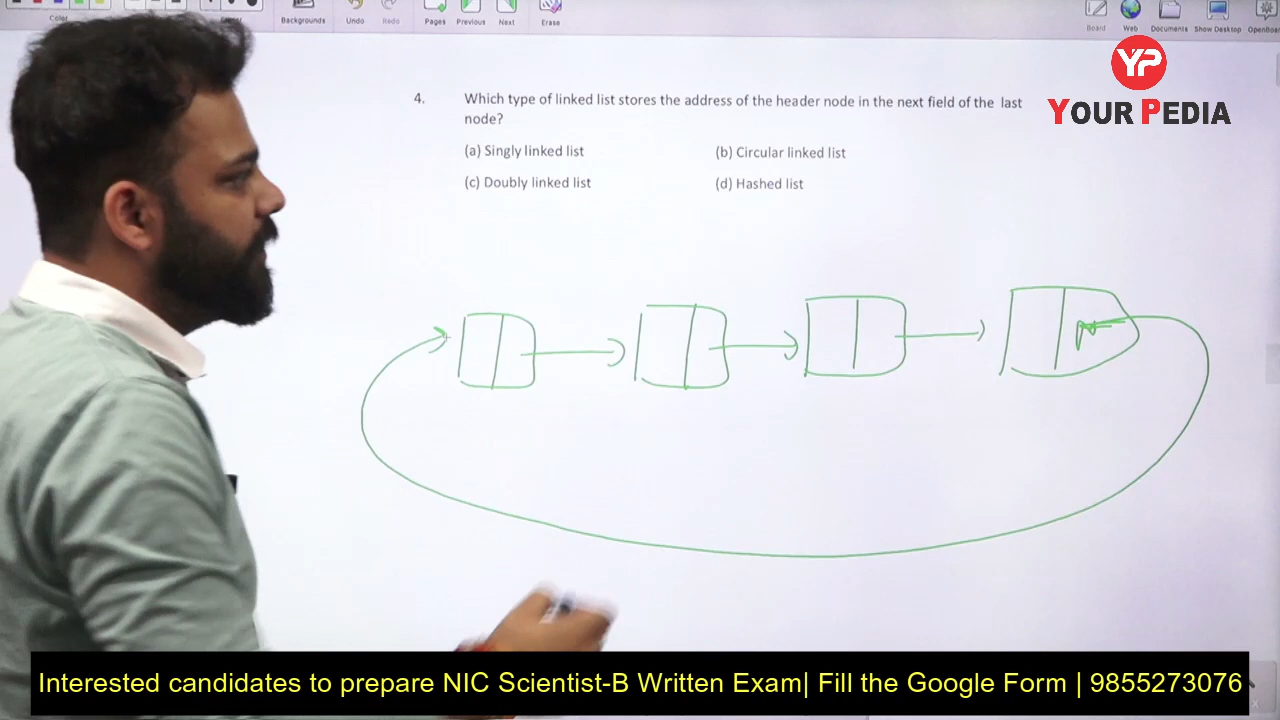 Color
Backgrounds
Undo
Redo
Pages
Previous
Next
Erase
Board
Web
Documents
Show Desktop
YP
YOUR PEDIA
4. Which type of linked list stores the address of the header node in the next field of the last
node?
(a) Singly linked list
(b) Circular linked list
(c) Doubly linked list
(d) Hashed list
Interested candidates to prepare NIC Scientist-B Written Exam| Fill the Google Form | 9855273076